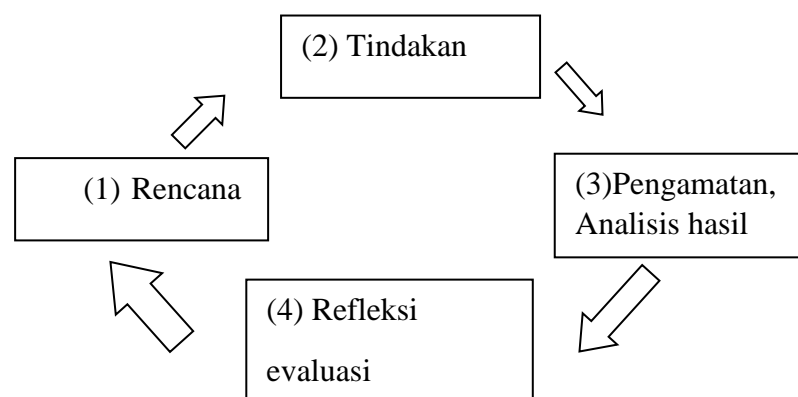 (2) Tindakan
(1) Rencana
(3)Pengamatan,
Analisis hasil
(4) Refleksi
evaluasi